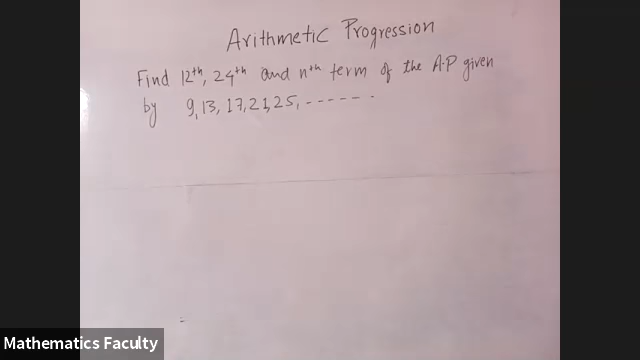 Arithmetic Progression
Find 12th, 24th and nth term of the A.P given
by 9, 13, 17, 21, 25, ------ .
Mathematics Faculty